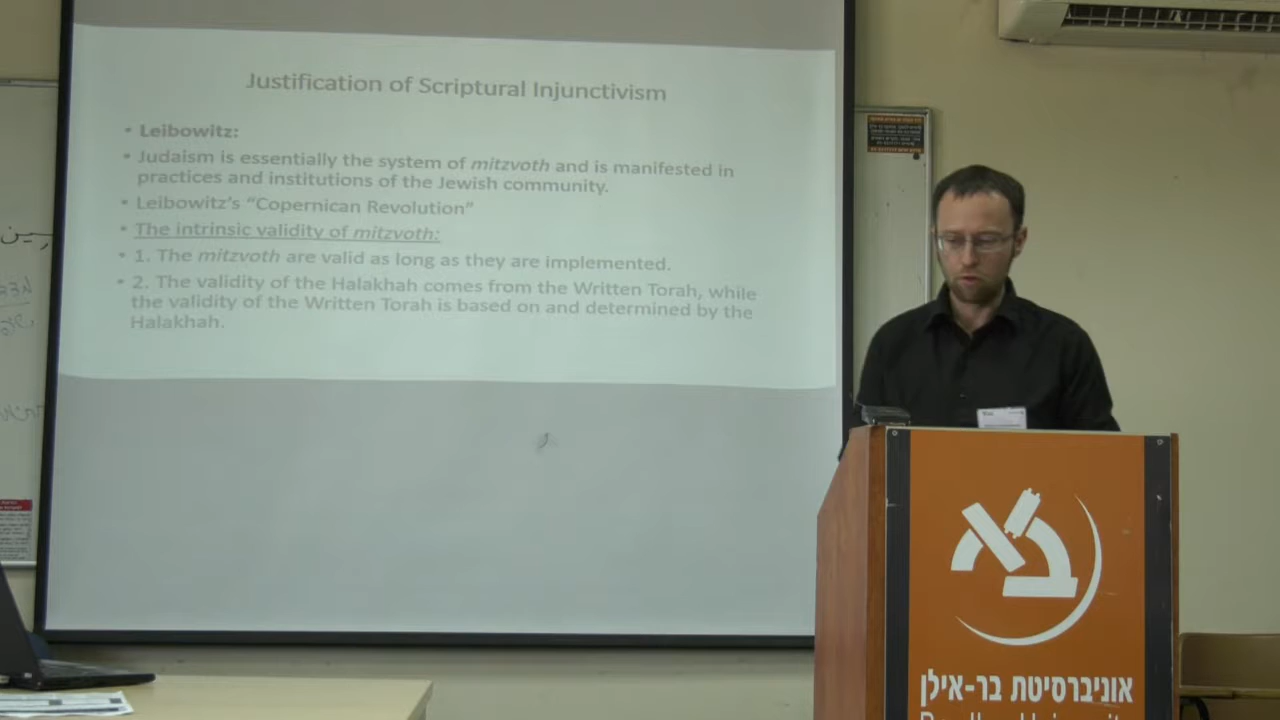 Justification of Scriptural Injunctivism
• Leibowitz:
• Judaism is essentially the system of mitzvoth and is manifested in
practices and institutions of the Jewish community.
• Leibowitz's "Copernican Revolution"
• The intrinsic validity of mitzvoth:
• 1. The mitzvoth are valid as long as they are implemented.
• 2. The validity of the Halakhah comes from the Written Torah, while
the validity of the Written Torah is based on and determined by the
Halakhah.
אוניברסיטת בר-אילן